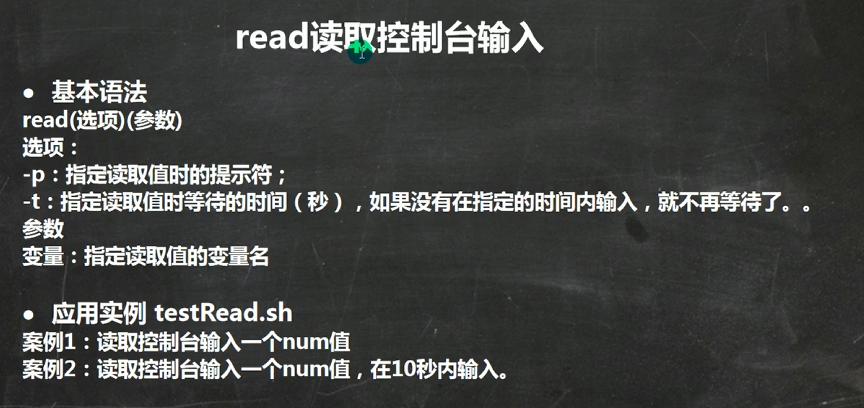 read读取控制台输入
● 基本语法
read(选项)(参数)
选项：
-p：指定读取值时的提示符；
-t：指定读取值时等待的时间（秒），如果没有在指定的时间内输入，就不再等待了。。
参数
变量：指定读取值的变量名
● 应用实例 testRead.sh
案例1：读取控制台输入一个num值
案例2：读取控制台输入一个num值，在10秒内输入。